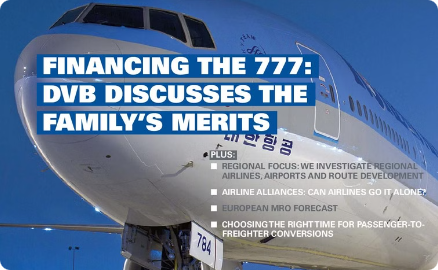 FINANCING THE 777:
DVB DISCUSSES THE
FAMILY'S MERITS
대한항공
PLUS:
REGIONAL FOCUS: WE INVESTIGATE REGIONAL
AIRLINES, AIRPORTS AND ROUTE DEVELOPMENT
AIRLINE ALLIANCES: CAN AIRLINES GO IT ALONE?
EUROPEAN MRO FORECAST
CHOOSING THE RIGHT TIME FOR PASSENGER-TO-
FREIGHTER CONVERSIONS
784